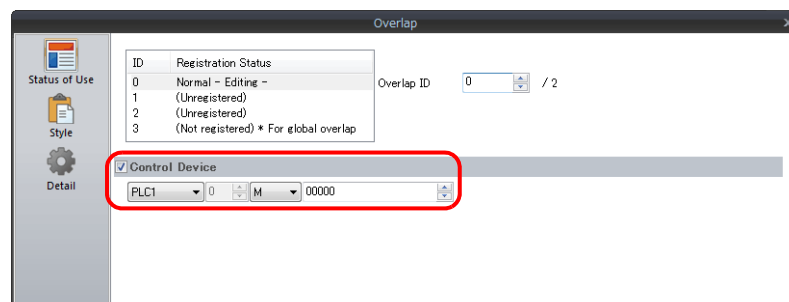 Overlap
Status of Use
Style
Detail
ID Registration Status
0 Normal - Editing -
1 (Unregistered)
2 (Unregistered)
3 (Not registered) * For global overlap
Overlap ID 0 / 2
Control Device
PLC1 0 M 00000